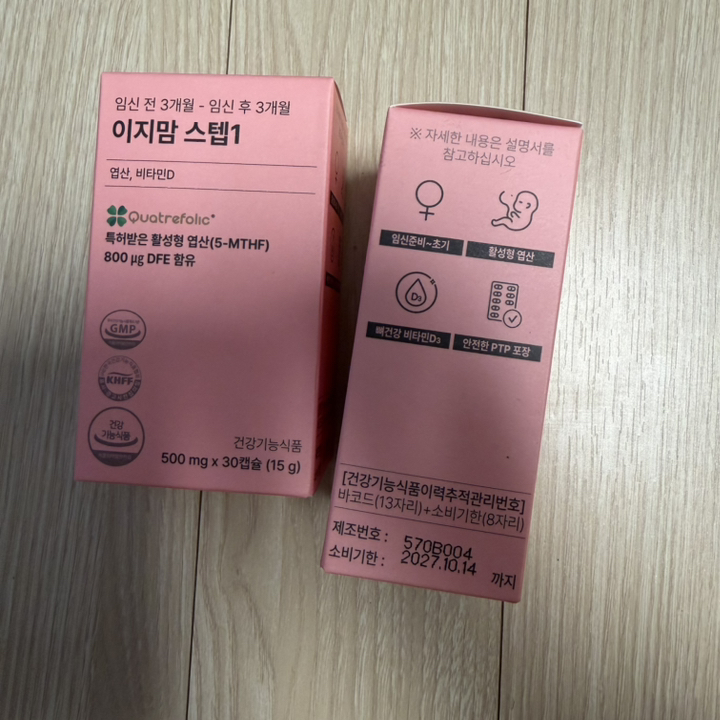 임신 전 3개월 - 임신 후 3개월
이지맘 스텝1
엽산, 비타민D
Quatrefolic®
특허받은 활성형 엽산(5-MTHF)
800 μg DFE 함유
GMP
KHFF
건강
기능식품
건강기능식품
500 mg x 30캡슐 (15 g)
※ 자세한 내용은 설명서를
참고하십시오
임신준비~초기
활성형 엽산
D₃
뼈건강 비타민D₃
안전한 PTP 포장
[건강기능식품이력추적관리번호]
바코드(13자리)+소비기한(8자리)
제조번호 : 570B004
소비기한 : 2027.10.14 까지